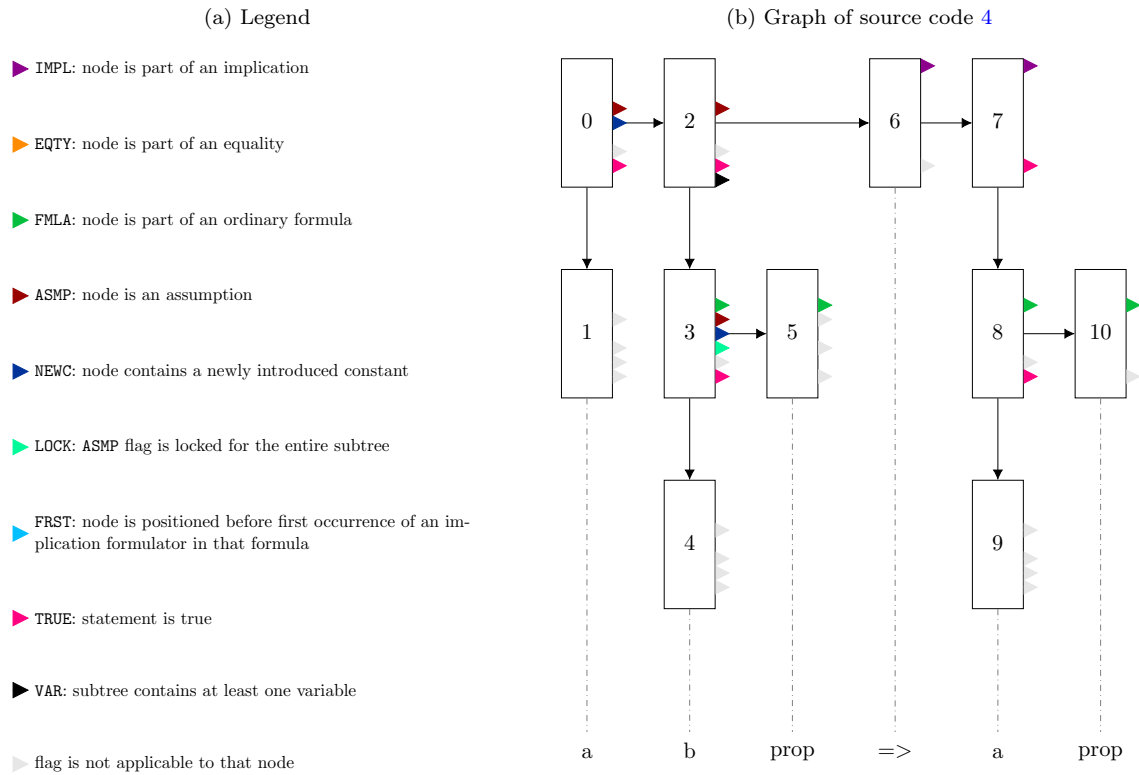 (a) Legend
IMPL: node is part of an implication
EQTY: node is part of an equality
FMLA: node is part of an ordinary formula
ASMP: node is an assumption
NEWC: node contains a newly introduced constant
LOCK: ASMP flag is locked for the entire subtree
FRST: node is positioned before first occurrence of an im-
plication formulator in that formula
TRUE: statement is true
VAR: subtree contains at least one variable
flag is not applicable to that node
(b) Graph of source code 4
0 2 6 7
1 3 5 8 10
4 9
a b prop => a prop